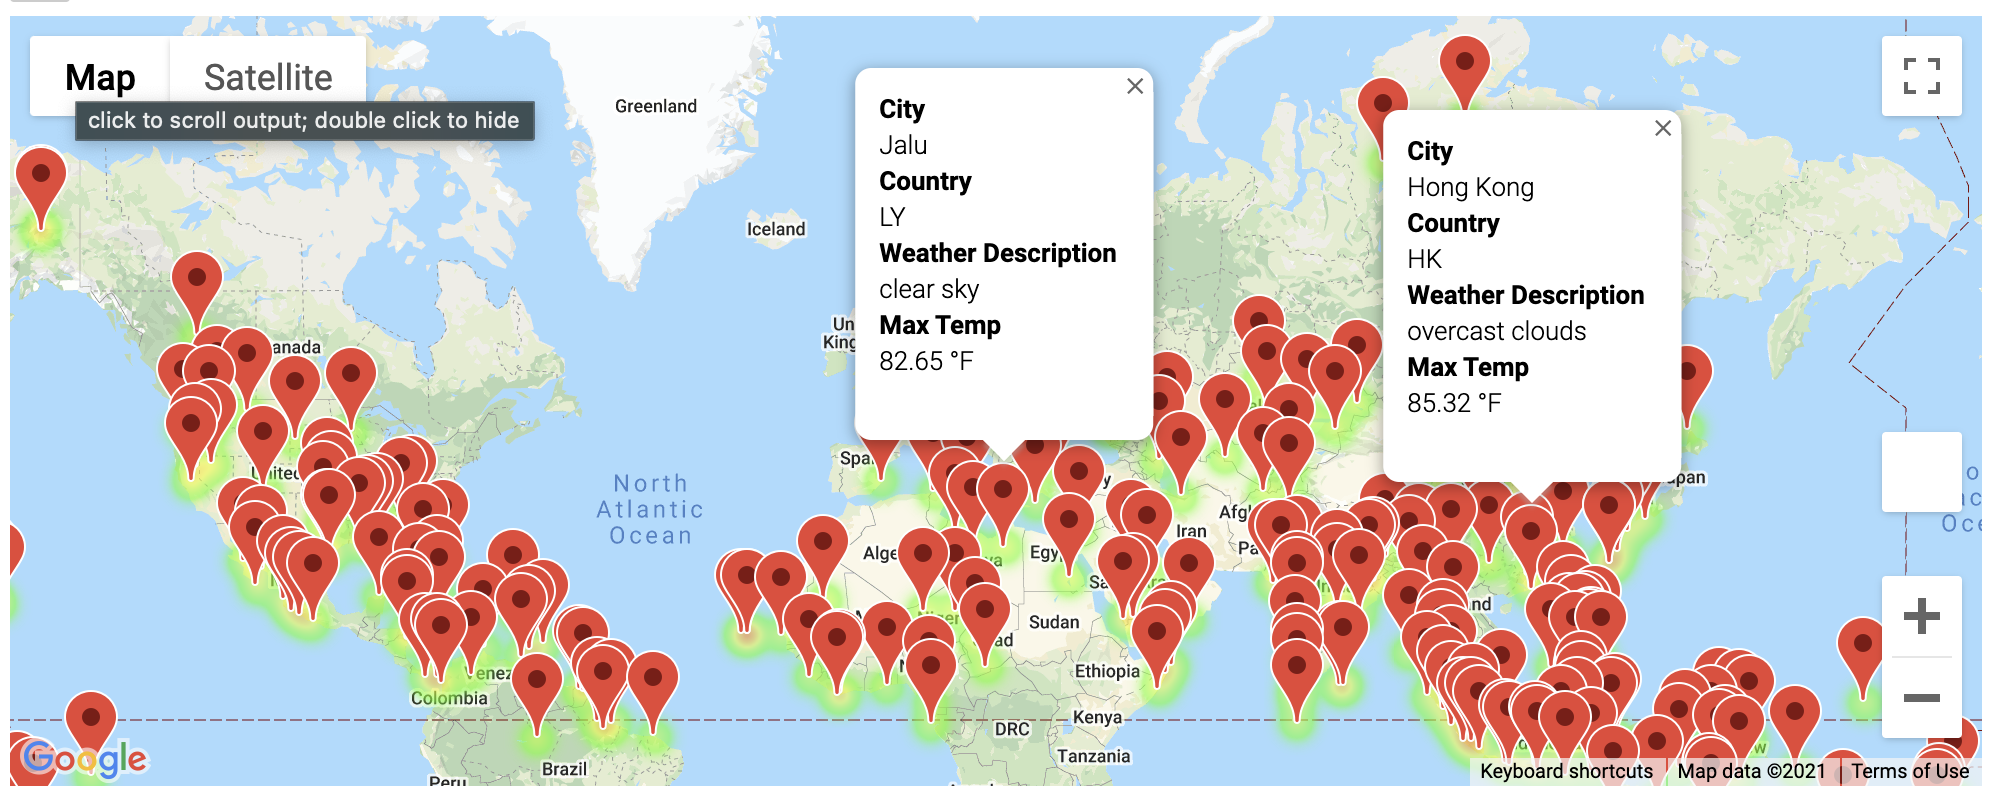 Map
Satellite
click to scroll output; double click to hide
Greenland
Iceland
City
Jalu
Country
LY
Weather Description
clear sky
Max Temp
82.65 °F
City
Hong Kong
Country
HK
Weather Description
overcast clouds
Max Temp
85.32 °F
anada
Un
King
United
Spa
North
Atlantic
Ocean
pan
Afg
Iran
Pa
Alge
Egy
Sa
Sudan
ad
nd
Ethiopia
Venez
Colombia
DRC
Kenya
Tanzania
Brazil
Peru
Google
Keyboard shortcuts
Map data ©2021
Terms of Use